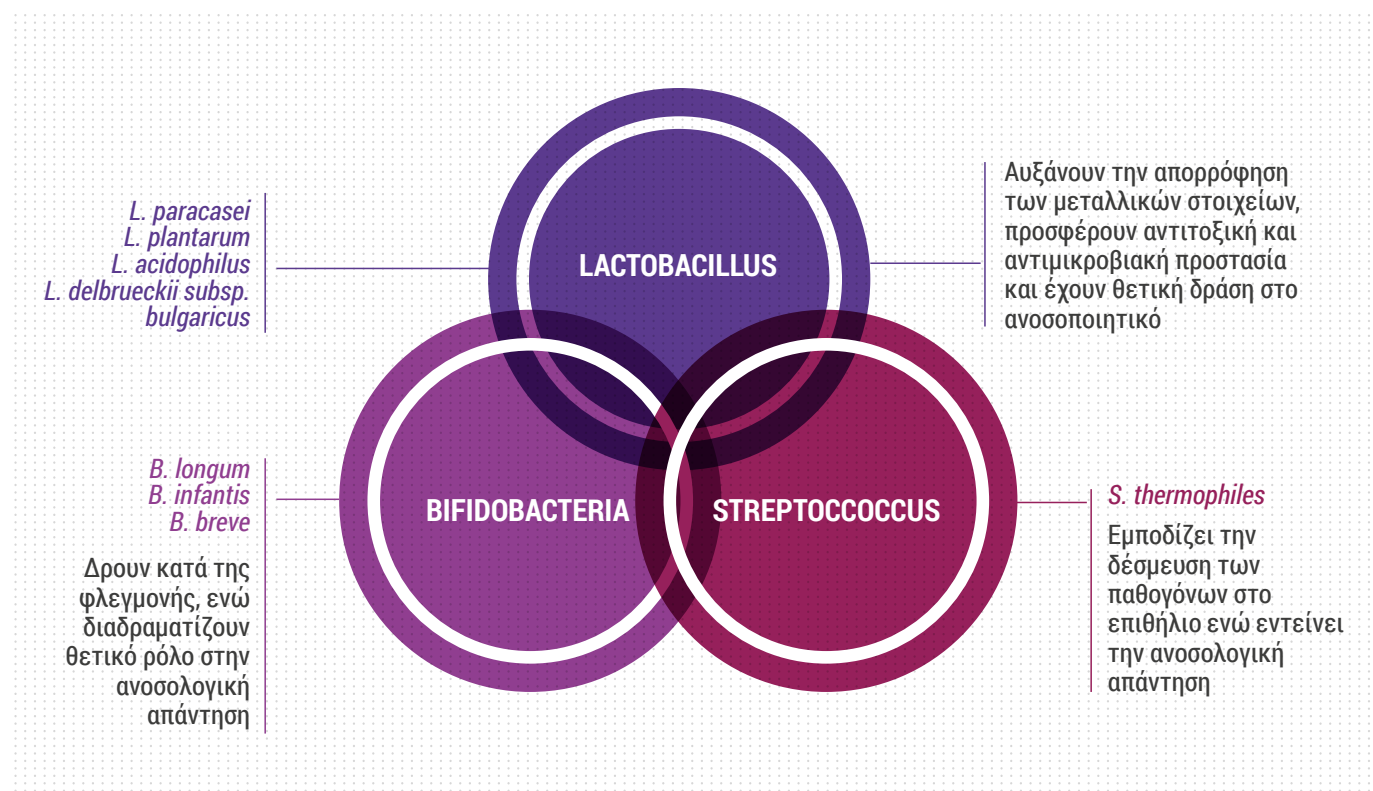 L. paracasei
L. plantarum
L. acidophilus
L. delbrueckii subsp.
bulgaricus
LACTOBACILLUS
Αυξάνουν την απορρόφηση
των μεταλλικών στοιχείων,
προσφέρουν αντιτοξική και
αντιμικροβιακή προστασία
και έχουν θετική δράση στο
ανοσοποιητικό
B. longum
B. infantis
B. breve
Δρουν κατά της
φλεγμονής, ενώ
διαδραματίζουν
θετικό ρόλο στην
ανοσολογική
απάντηση
BIFIDOBACTERIA
STREPTOCCOCCUS
S. thermophiles
Εμποδίζει την
δέσμευση των
παθογόνων στο
επιθήλιο ενώ εντείνει
την ανοσολογική
απάντηση